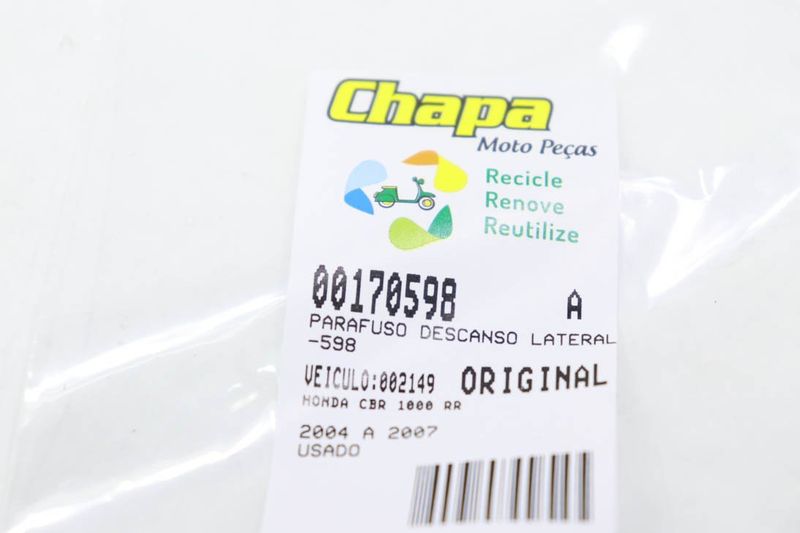 Chapa
Moto Peças
Recicle
Renove
Reutilize
00170598 A
PARAFUSO DESCANSO LATERAL
-598
VEICULO:002149 ORIGINAL
HONDA CBR 1000 RR
2004 A 2007
USADO